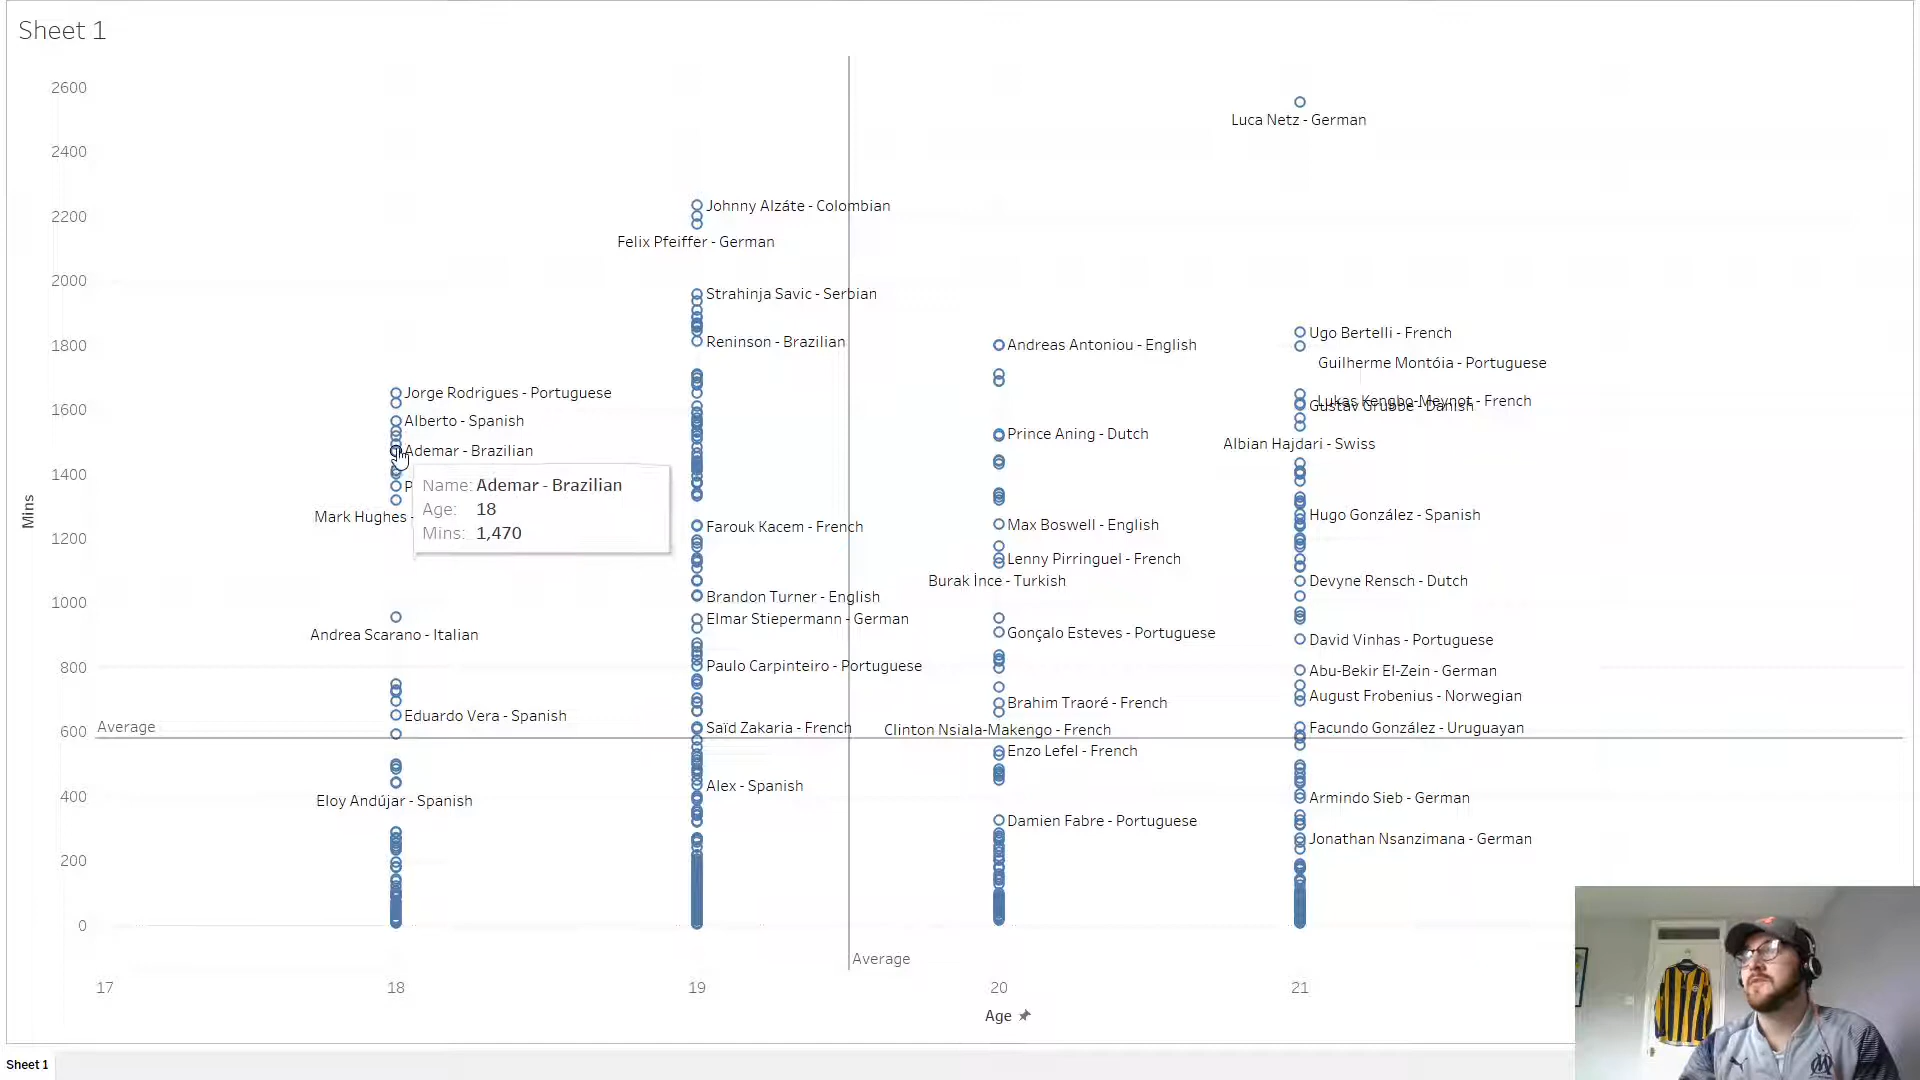 Sheet 1
2600
Luca Netz - German
2400
2200
Johnny Alzáte - Colombian
Felix Pfeiffer - German
2000
Strahinja Savic - Serbian
Reninson - Brazilian
1800
Andreas Antoniou - English
Ugo Bertelli - French
Guilherme Montóia - Portuguese
Jorge Rodrigues - Portuguese
1600
Lukas Kengbo-Meynot - French
Gustav Grubbe - Danish
Alberto - Spanish
Prince Aning - Dutch
Albian Hajdari - Swiss
Ademar - Brazilian
1400
P
Name: Ademar - Brazilian
Age: 18
Mins: 1,470
Mins
Mark Hughes -
Farouk Kacem - French
Max Boswell - English
Hugo González - Spanish
1200
Lenny Pirringuel - French
Burak İnce - Turkish
Devyne Rensch - Dutch
1000
Brandon Turner - English
Elmar Stiepermann - German
Andrea Scarano - Italian
Gonçalo Esteves - Portuguese
David Vinhas - Portuguese
800
Paulo Carpinteiro - Portuguese
Abu-Bekir El-Zein - German
August Frobenius - Norwegian
Brahim Traoré - French
Eduardo Vera - Spanish
Average
600
Saïd Zakaria - French
Clinton Nsiala-Makengo - French
Facundo González - Uruguayan
Enzo Lefel - French
Alex - Spanish
400
Eloy Andújar - Spanish
Armindo Sieb - German
Damien Fabre - Portuguese
Jonathan Nsanzimana - German
200
0
Average
17
18
19
20
21
Age
Sheet 1